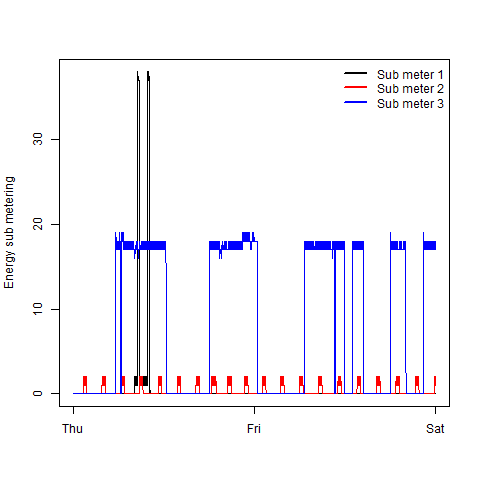 Sub meter 1
Sub meter 2
Sub meter 3
Energy sub metering
30
20
10
0
Thu Fri Sat